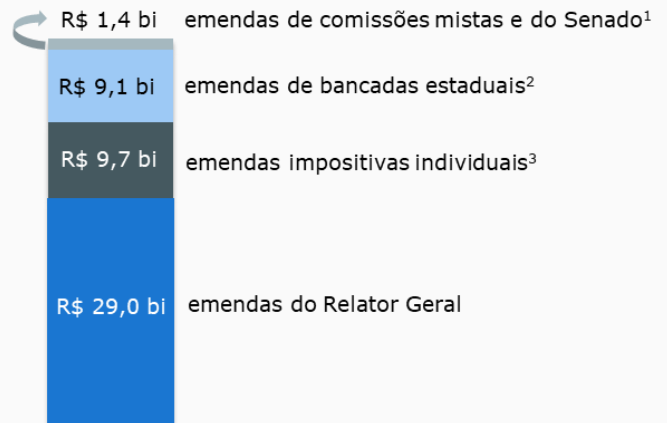 R$ 1,4 bi emendas de comissões mistas e do Senado¹
R$ 9,1 bi emendas de bancadas estaduais²
R$ 9,7 bi emendas impositivas individuais³
R$ 29,0 bi emendas do Relator Geral